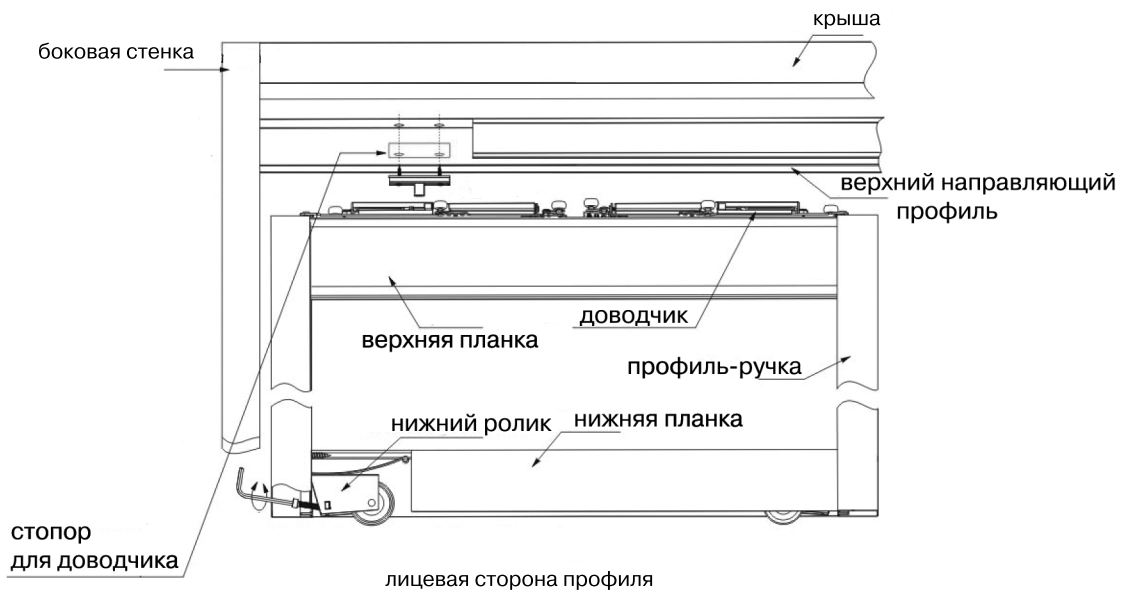 крыша
боковая стенка
верхний направляющий
профиль
доводчик
верхняя планка
профиль-ручка
нижний ролик
нижняя планка
стопор
для доводчика
лицевая сторона профиля